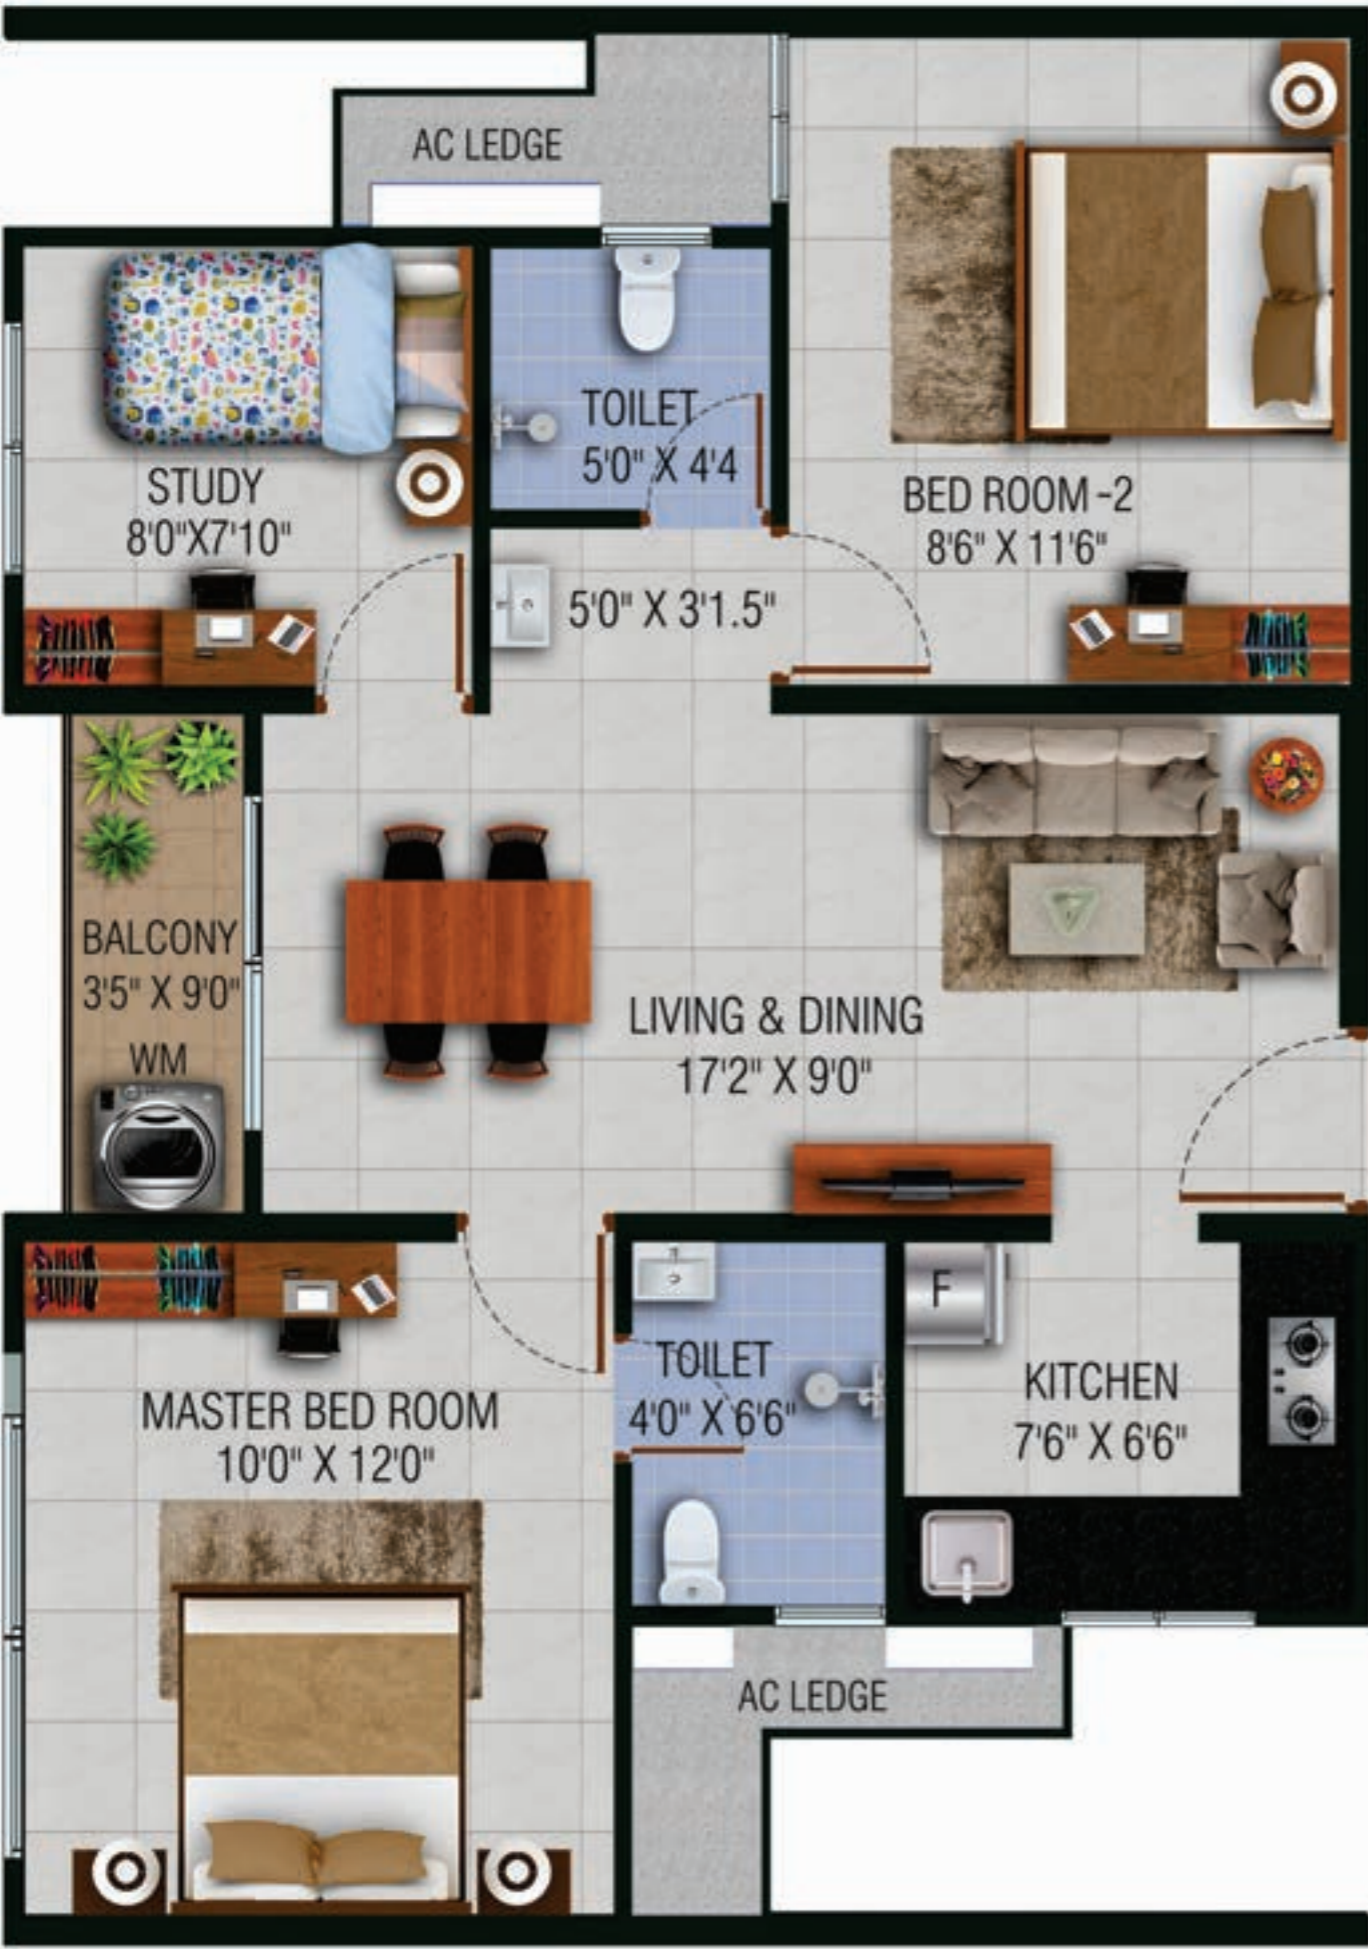 AC LEDGE
TOILET
5'0" X 4'4
STUDY
8'0"X7'10"
BED ROOM -2
8'6" X 11'6"
5'0" X 3'1.5"
BALCONY
3'5" X 9'0"
WM
LIVING & DINING
17'2" X 9'0"
F
TOILET
4'0" X 6'6"
KITCHEN
7'6" X 6'6"
MASTER BED ROOM
10'0" X 12'0"
AC LEDGE